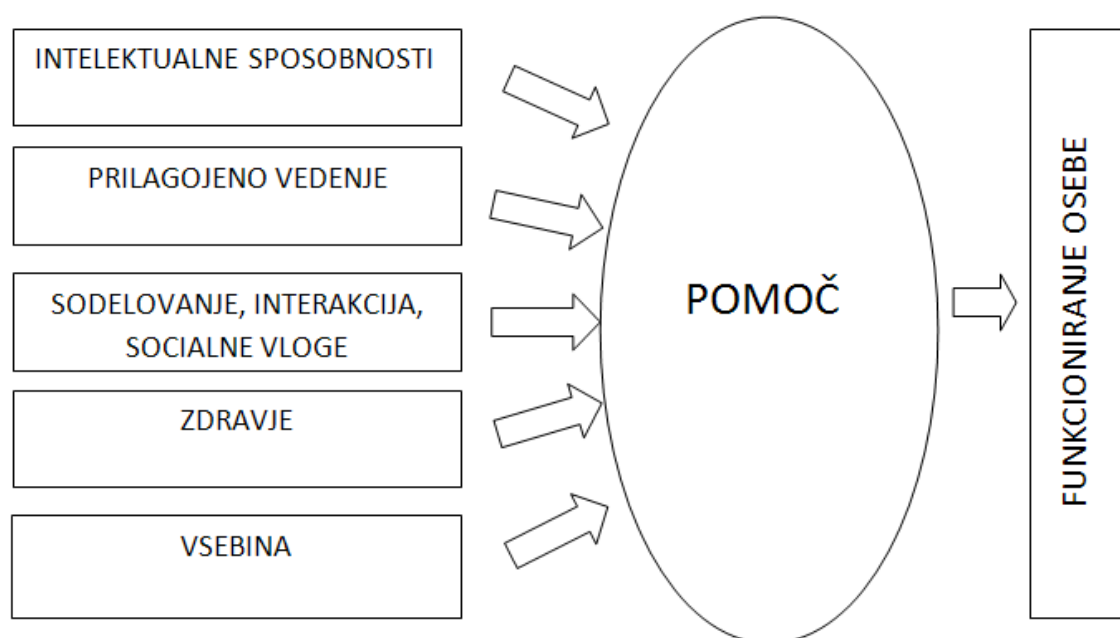 INTELEKTUALNE SPOSOBNOSTI
PRILAGOJENO VEDENJE
SODELOVANJE, INTERAKCIJA,
SOCIALNE VLOGE
ZDRAVJE
VSEBINA
POMOČ
FUNKCIONIRANJE OSEBE